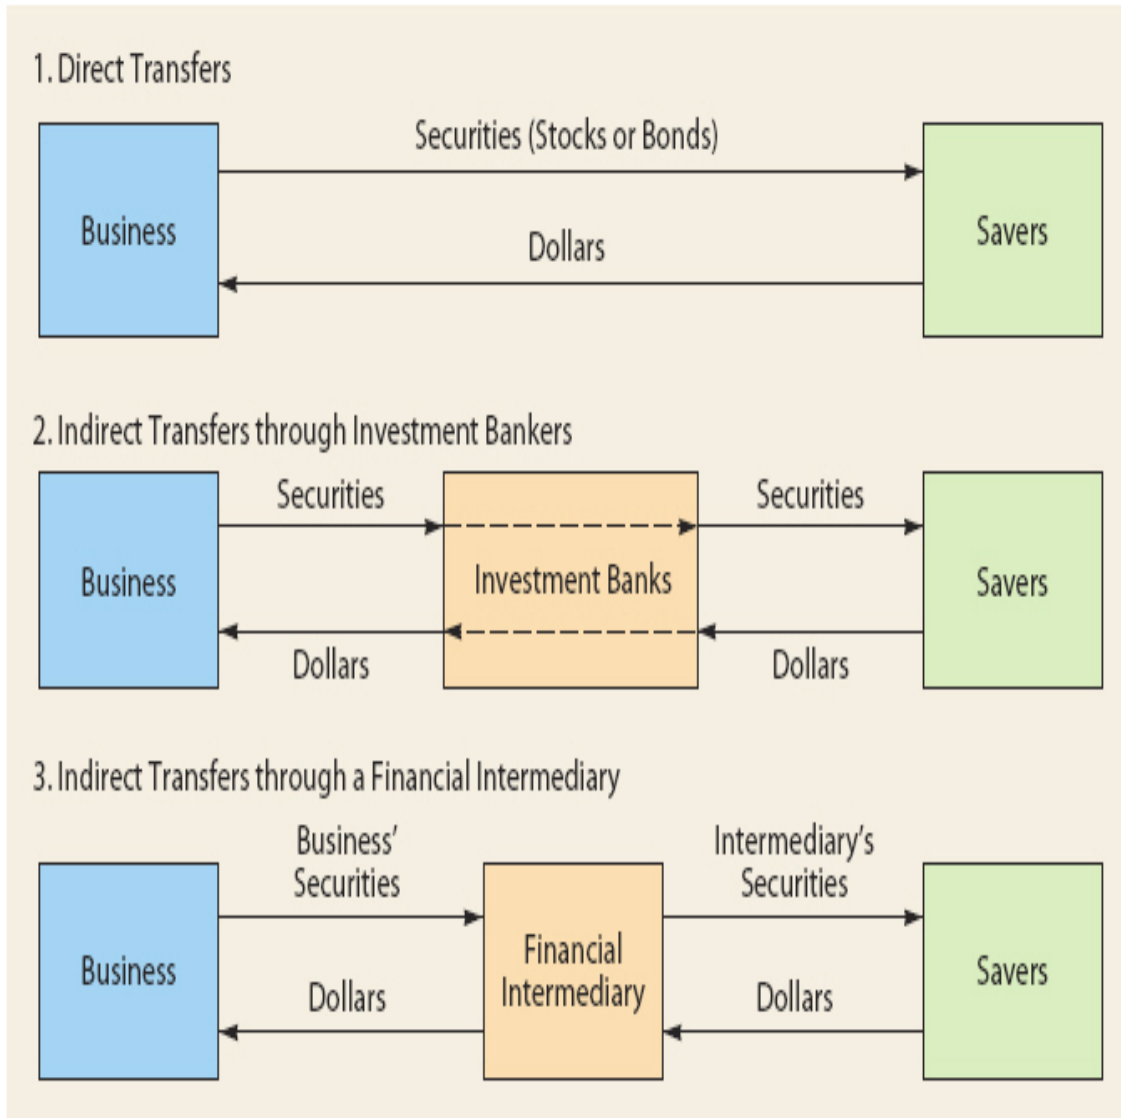 1. Direct Transfers
Securities (Stocks or Bonds)
Business
Savers
Dollars
2. Indirect Transfers through Investment Bankers
Securities
Securities
Business
Investment Banks
Savers
Dollars
Dollars
3. Indirect Transfers through a Financial Intermediary
Business'
Securities
Intermediary's
Securities
Business
Financial
Intermediary
Savers
Dollars
Dollars